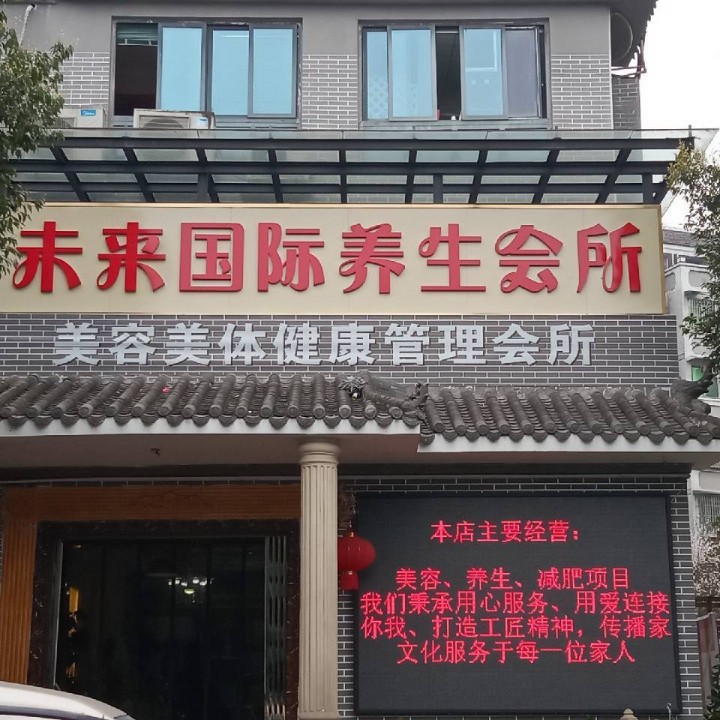 未来国际养生会所
美容美体健康管理会所
本店主要经营：
美容、养生、减肥项目
我们秉承用心服务、用爱连接
你我、打造工匠精神，传播家
文化服务于每一位家人